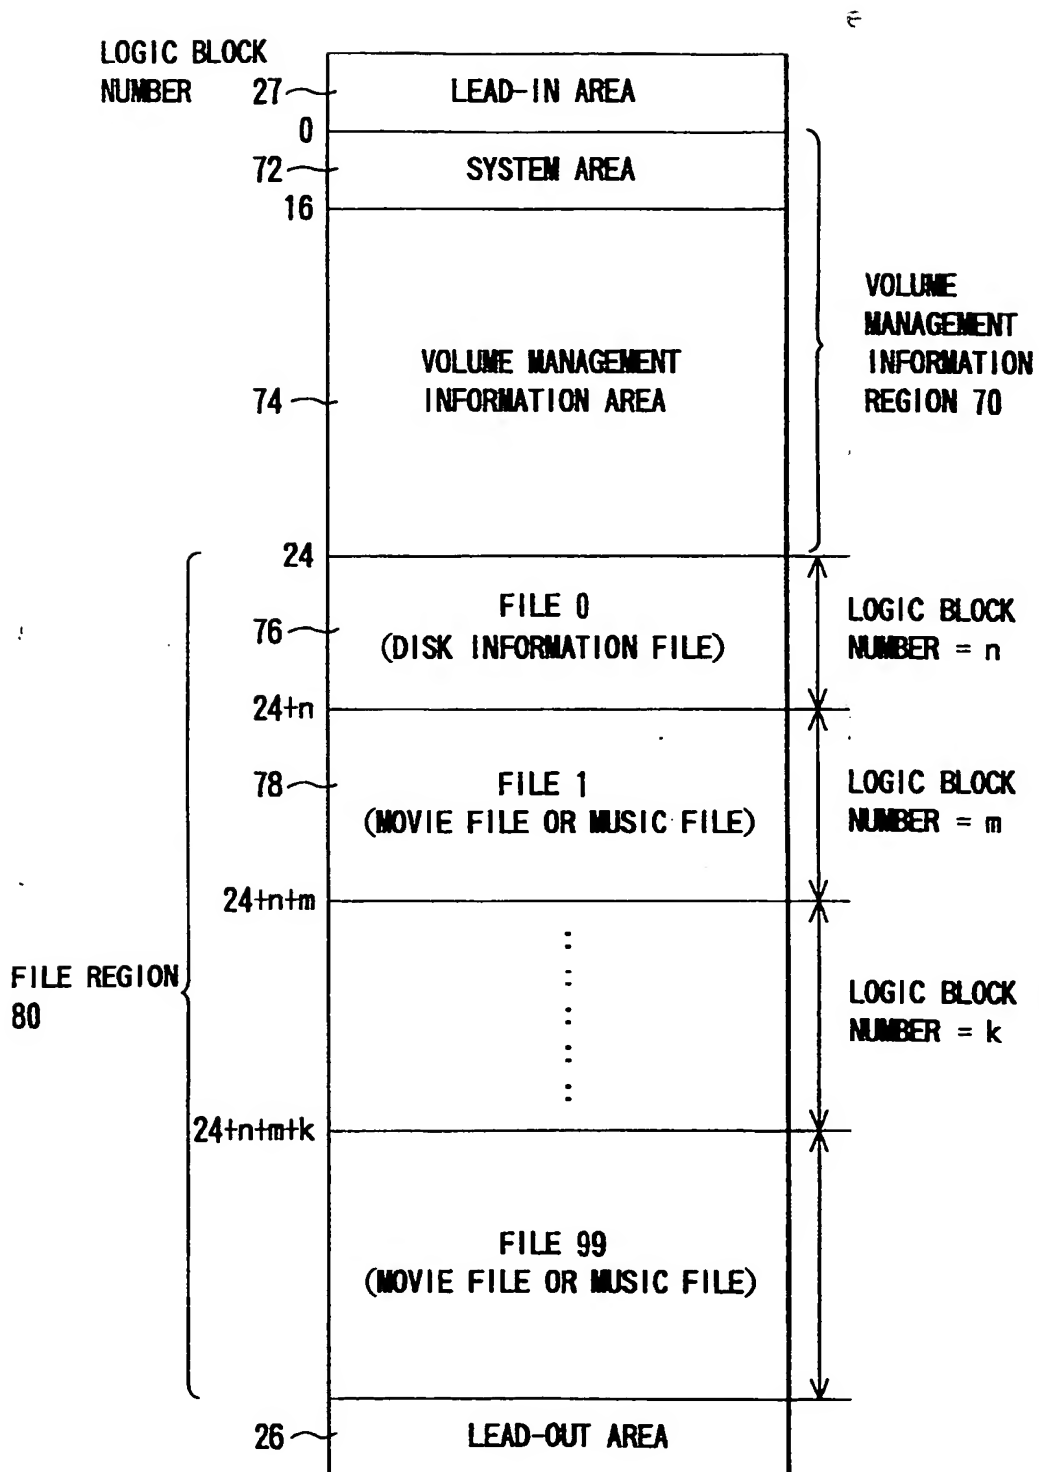 LOGIC BLOCK
NUMBER
27
LEAD-IN AREA
0
72
SYSTEM AREA
16
VOLUME
MANAGEMENT
INFORMATION
REGION 70
VOLUME MANAGEMENT
INFORMATION AREA
74
24
FILE 0
(DISK INFORMATION FILE)
76
LOGIC BLOCK
NUMBER = n
24+n
78
FILE 1
(MOVIE FILE OR MUSIC FILE)
LOGIC BLOCK
NUMBER = m
24+n+m
FILE REGION
80
LOGIC BLOCK
NUMBER = k
24+n+m+k
FILE 99
(MOVIE FILE OR MUSIC FILE)
26
LEAD-OUT AREA